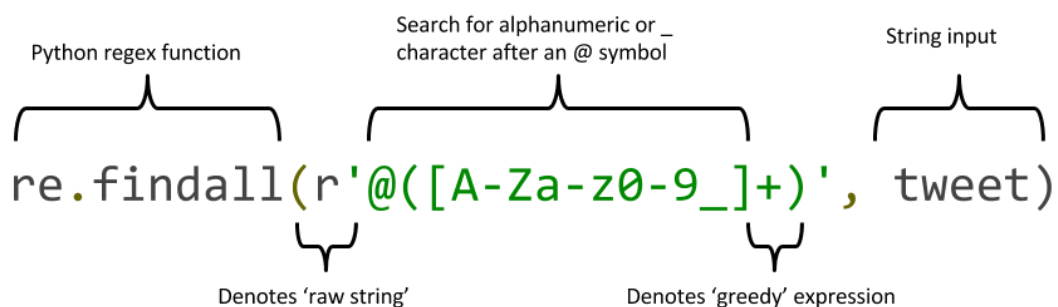 Search for alphanumeric or _
character after an @ symbol
Python regex function
String input
re.findall(r'@([A-Za-z0-9_]+)', tweet)
Denotes ‘raw string’
Denotes ‘greedy’ expression